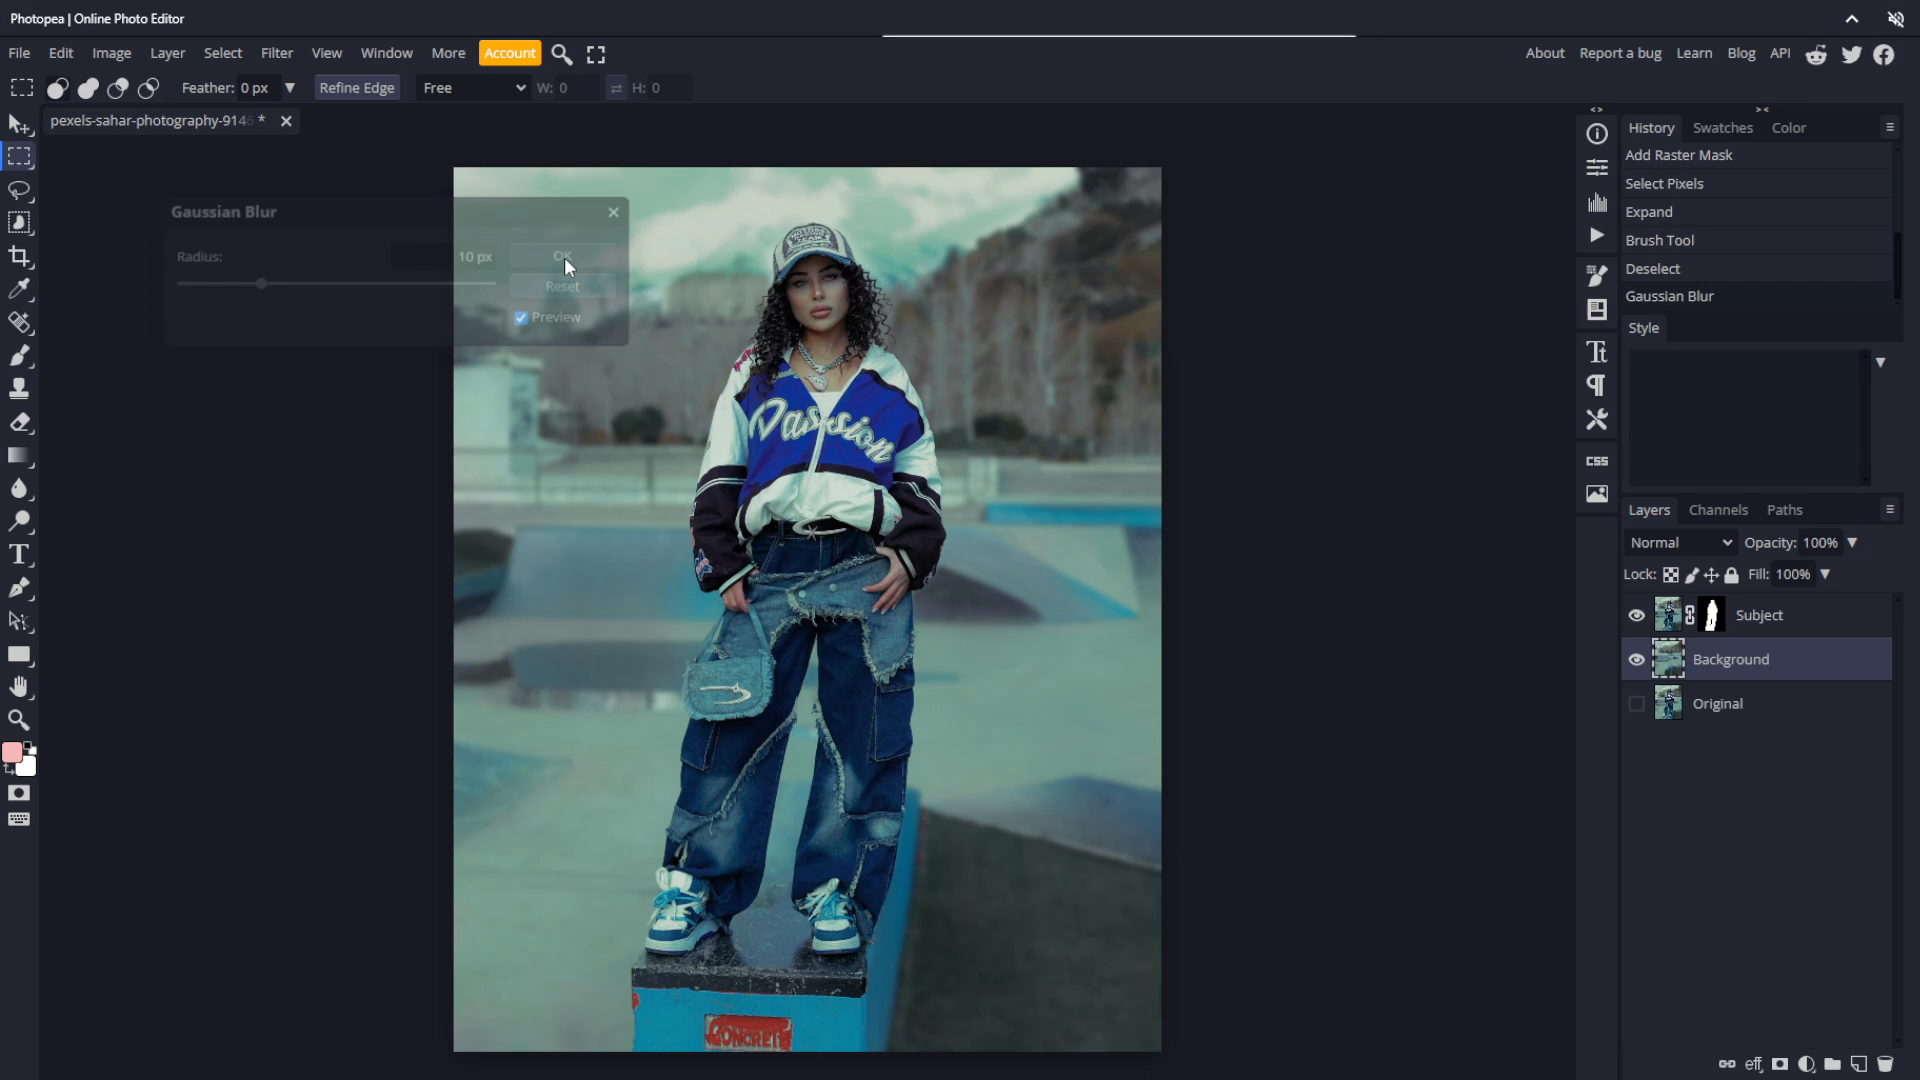 Photopea | Online Photo Editor
File Edit Image Layer Select Filter View Window More Account
About Report a bug Learn Blog API
Feather: 0 px Refine Edge Free W: 0 H: 0
pexels-sahar-photography-9146 *
History Swatches Color
Add Raster Mask
Select Pixels
Expand
Brush Tool
Deselect
Gaussian Blur
Style
Gaussian Blur
Radius: 10 px OK
Reset
Preview
Passion
CSS
Layers Channels Paths
Normal Opacity: 100%
Lock: Fill: 100%
Subject
Background
Original
eff
CONCRETE